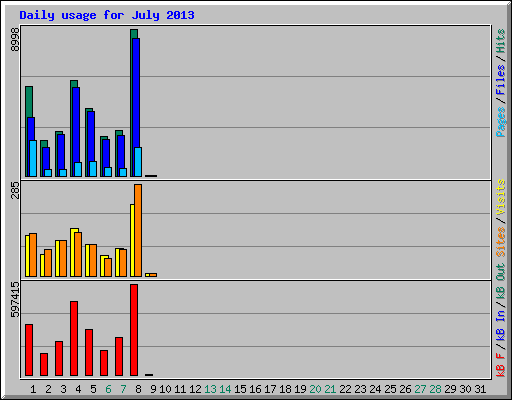 Daily usage for July 2013
8998
285
597415
Pages / Files / Hits
Sites / Visits
kB F / kB In / kB Out
1 2 3 4 5 6 7 8 9 10 11 12 13 14 15 16 17 18 19 20 21 22 23 24 25 26 27 28 29 30 31